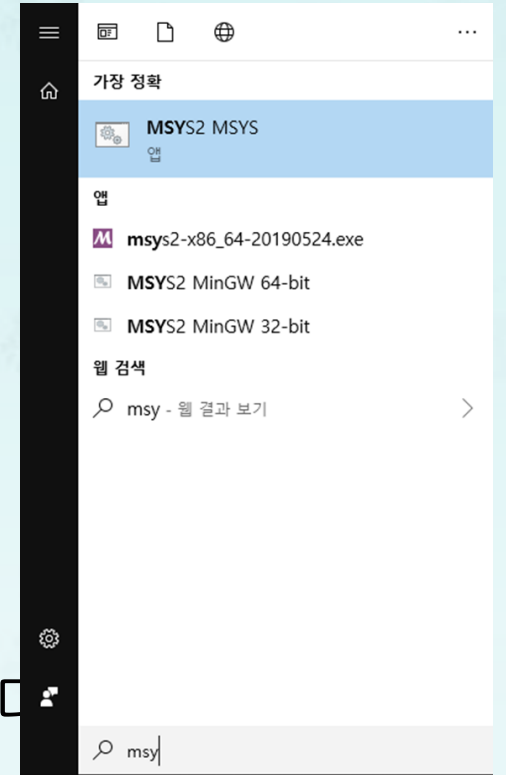 ···
가장 정확
MSYS2 MSYS
앱
앱
msys2-x86_64-20190524.exe
MSYS2 MinGW 64-bit
MSYS2 MinGW 32-bit
웹 검색
msy - 웹 결과 보기
msy